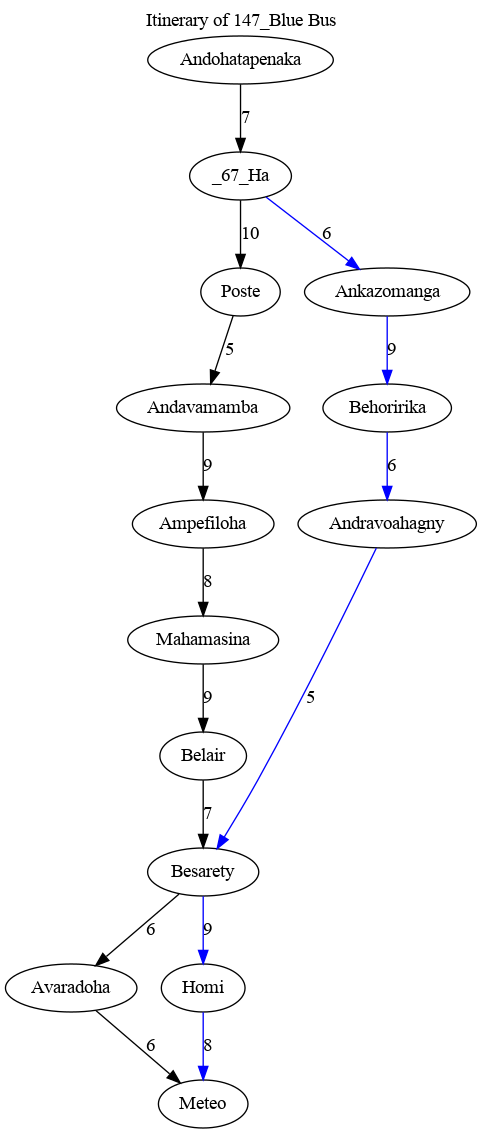 Itinerary of 147_Blue Bus
Andohatapenaka
7
_67_Ha
10
6
Poste
Ankazomanga
5
9
Andavamamba
Behoririka
9
6
Ampefiloha
Andravoahagny
8
Mahamasina
9
5
Belair
7
Besarety
6
9
Avaradoha
Homi
6
8
Meteo